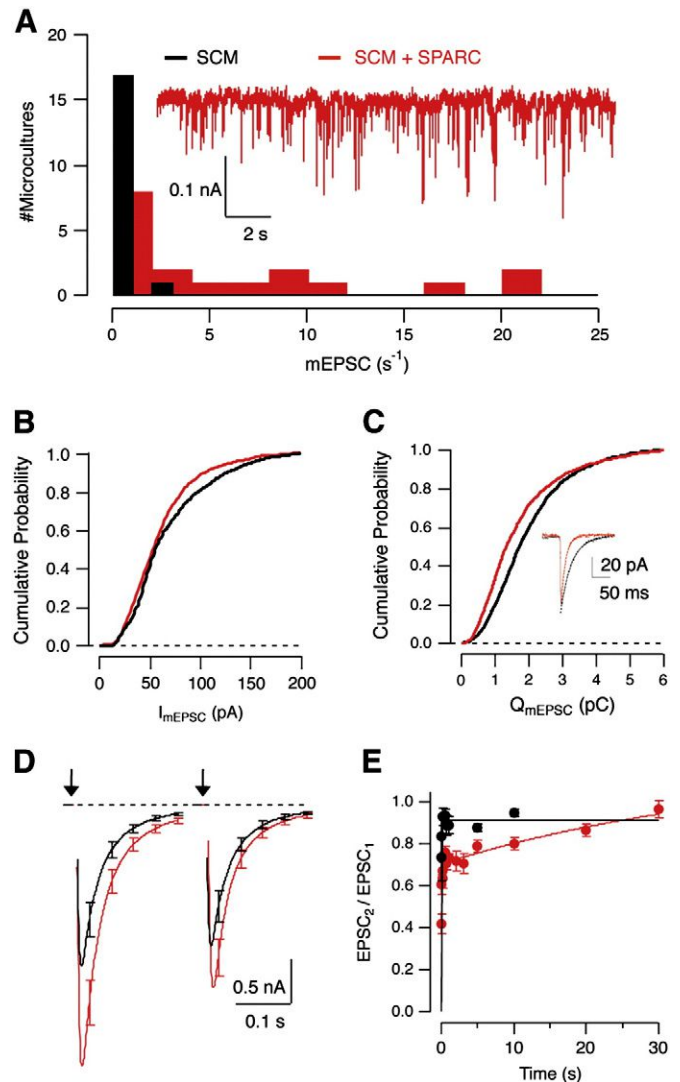 A
SCM
SCM + SPARC
20
15
10
5
0
#Microcultures
0.1 nA
2 s
0
5
10
15
20
25
mEPSC (s⁻¹)
B
C
1.0
0.8
0.6
0.4
0.2
0.0
Cumulative Probability
0
50
100
150
200
I_mEPSC (pA)
1.0
0.8
0.6
0.4
0.2
0.0
Cumulative Probability
20 pA
50 ms
0
1
2
3
4
5
6
Q_mEPSC (pC)
D
0.5 nA
0.1 s
E
1.0
0.8
0.6
0.4
0.2
0.0
EPSC₂ / EPSC₁
0
10
20
30
Time (s)